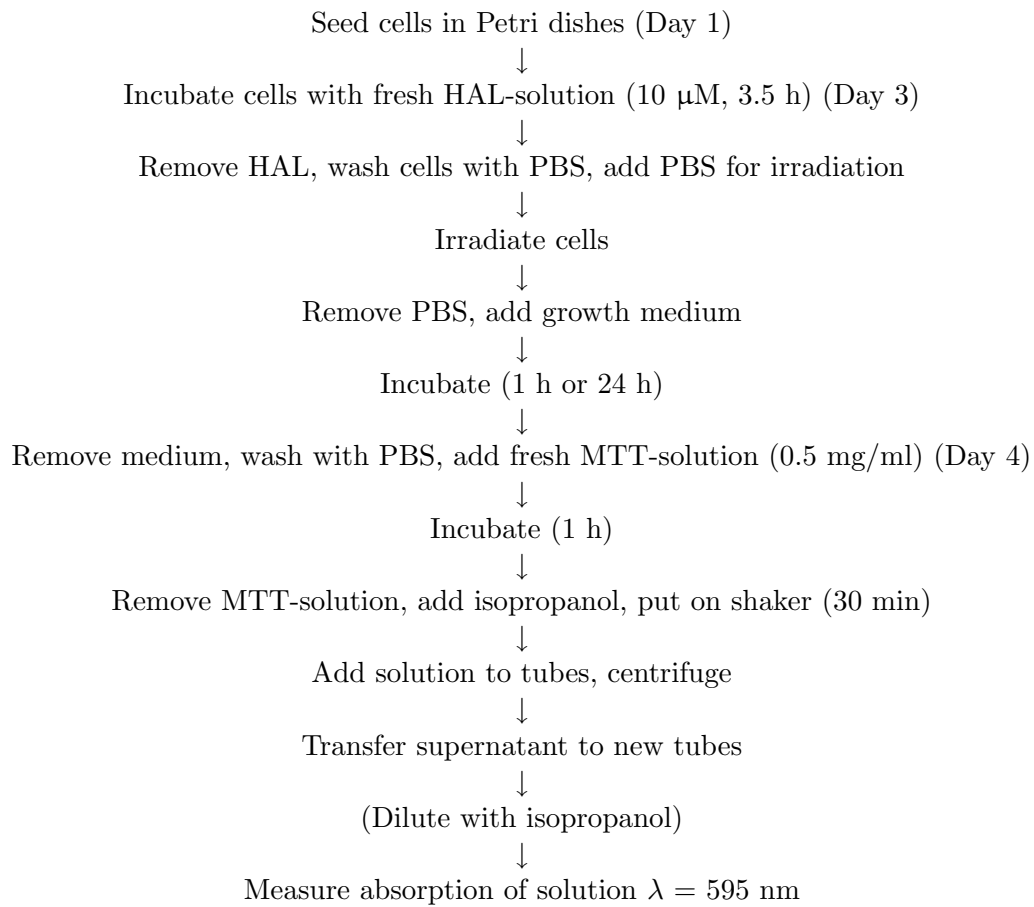 Seed cells in Petri dishes (Day 1)
↓
Incubate cells with fresh HAL-solution (10 µM, 3.5 h) (Day 3)
↓
Remove HAL, wash cells with PBS, add PBS for irradiation
↓
Irradiate cells
↓
Remove PBS, add growth medium
↓
Incubate (1 h or 24 h)
↓
Remove medium, wash with PBS, add fresh MTT-solution (0.5 mg/ml) (Day 4)
↓
Incubate (1 h)
↓
Remove MTT-solution, add isopropanol, put on shaker (30 min)
↓
Add solution to tubes, centrifuge
↓
Transfer supernatant to new tubes
↓
(Dilute with isopropanol)
↓
Measure absorption of solution λ = 595 nm